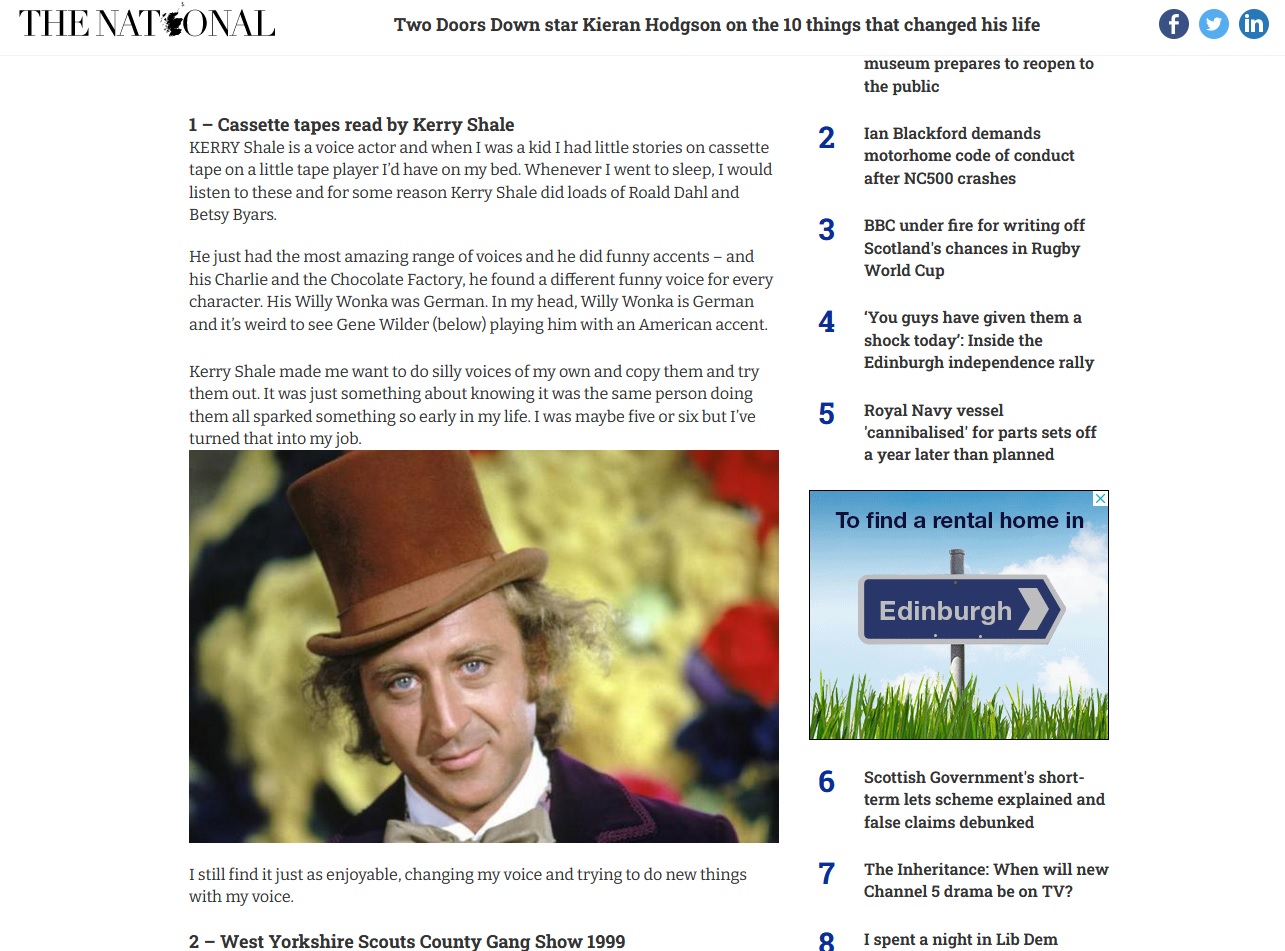 THE NATIONAL
Two Doors Down star Kieran Hodgson on the 10 things that changed his life
1 – Cassette tapes read by Kerry Shale
KERRY Shale is a voice actor and when I was a kid I had little stories on cassette
tape on a little tape player I’d have on my bed. Whenever I went to sleep, I would
listen to these and for some reason Kerry Shale did loads of Roald Dahl and
Betsy Byars.
He just had the most amazing range of voices and he did funny accents – and
his Charlie and the Chocolate Factory, he found a different funny voice for every
character. His Willy Wonka was German. In my head, Willy Wonka is German
and it’s weird to see Gene Wilder (below) playing him with an American accent.
Kerry Shale made me want to do silly voices of my own and copy them and try
them out. It was just something about knowing it was the same person doing
them all sparked something so early in my life. I was maybe five or six but I’ve
turned that into my job.
I still find it just as enjoyable, changing my voice and trying to do new things
with my voice.
2 – West Yorkshire Scouts County Gang Show 1999
museum prepares to reopen to
the public
2 Ian Blackford demands
motorhome code of conduct
after NC500 crashes
3 BBC under fire for writing off
Scotland's chances in Rugby
World Cup
4 ‘You guys have given them a
shock today’: Inside the
Edinburgh independence rally
5 Royal Navy vessel
'cannibalised' for parts sets off
a year later than planned
To find a rental home in
Edinburgh
6 Scottish Government's short-
term lets scheme explained and
false claims debunked
7 The Inheritance: When will new
Channel 5 drama be on TV?
8 I spent a night in Lib Dem